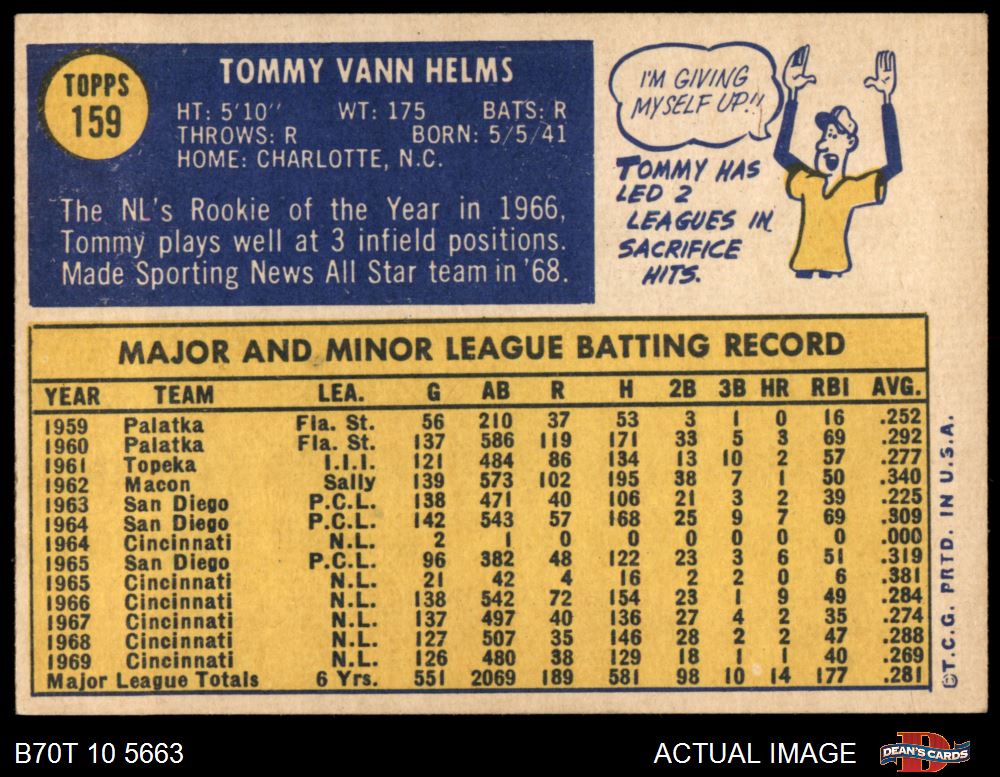 TOPPS
159
TOMMY VANN HELMS
HT: 5'10" WT: 175 BATS: R
THROWS: R BORN: 5/5/41
HOME: CHARLOTTE, N.C.
The NL's Rookie of the Year in 1966,
Tommy plays well at 3 infield positions.
Made Sporting News All Star team in '68.
I'M GIVING
MYSELF UP!!
TOMMY HAS
LED 2
LEAGUES IN
SACRIFICE
HITS.
MAJOR AND MINOR LEAGUE BATTING RECORD
YEAR TEAM LEA. G AB R H 2B 3B HR RBI AVG.
1959 Palatka Fla. St. 56 210 37 53 3 1 0 16 .252
1960 Palatka Fla. St. 137 586 119 171 33 5 3 69 .292
1961 Topeka I.I.I. 121 484 86 134 13 10 2 57 .277
1962 Macon Sally 139 573 102 195 38 7 1 50 .340
1963 San Diego P.C.L. 138 471 40 106 21 3 2 39 .225
1964 San Diego P.C.L. 142 543 57 168 25 9 7 69 .309
1964 Cincinnati N.L. 2 1 0 0 0 0 0 0 .000
1965 San Diego P.C.L. 96 382 48 122 23 3 6 51 .319
1965 Cincinnati N.L. 21 42 4 16 2 2 0 6 .381
1966 Cincinnati N.L. 138 542 72 154 23 1 9 49 .284
1967 Cincinnati N.L. 137 497 40 136 27 4 2 35 .274
1968 Cincinnati N.L. 127 507 35 146 28 2 2 47 .288
1969 Cincinnati N.L. 126 480 38 129 18 1 1 40 .269
Major League Totals 6 Yrs. 551 2069 189 581 98 10 14 177 .281
©T.C.G. PRTD. IN U.S.A.
B70T 10 5663
ACTUAL IMAGE
DEAN'S CARDS